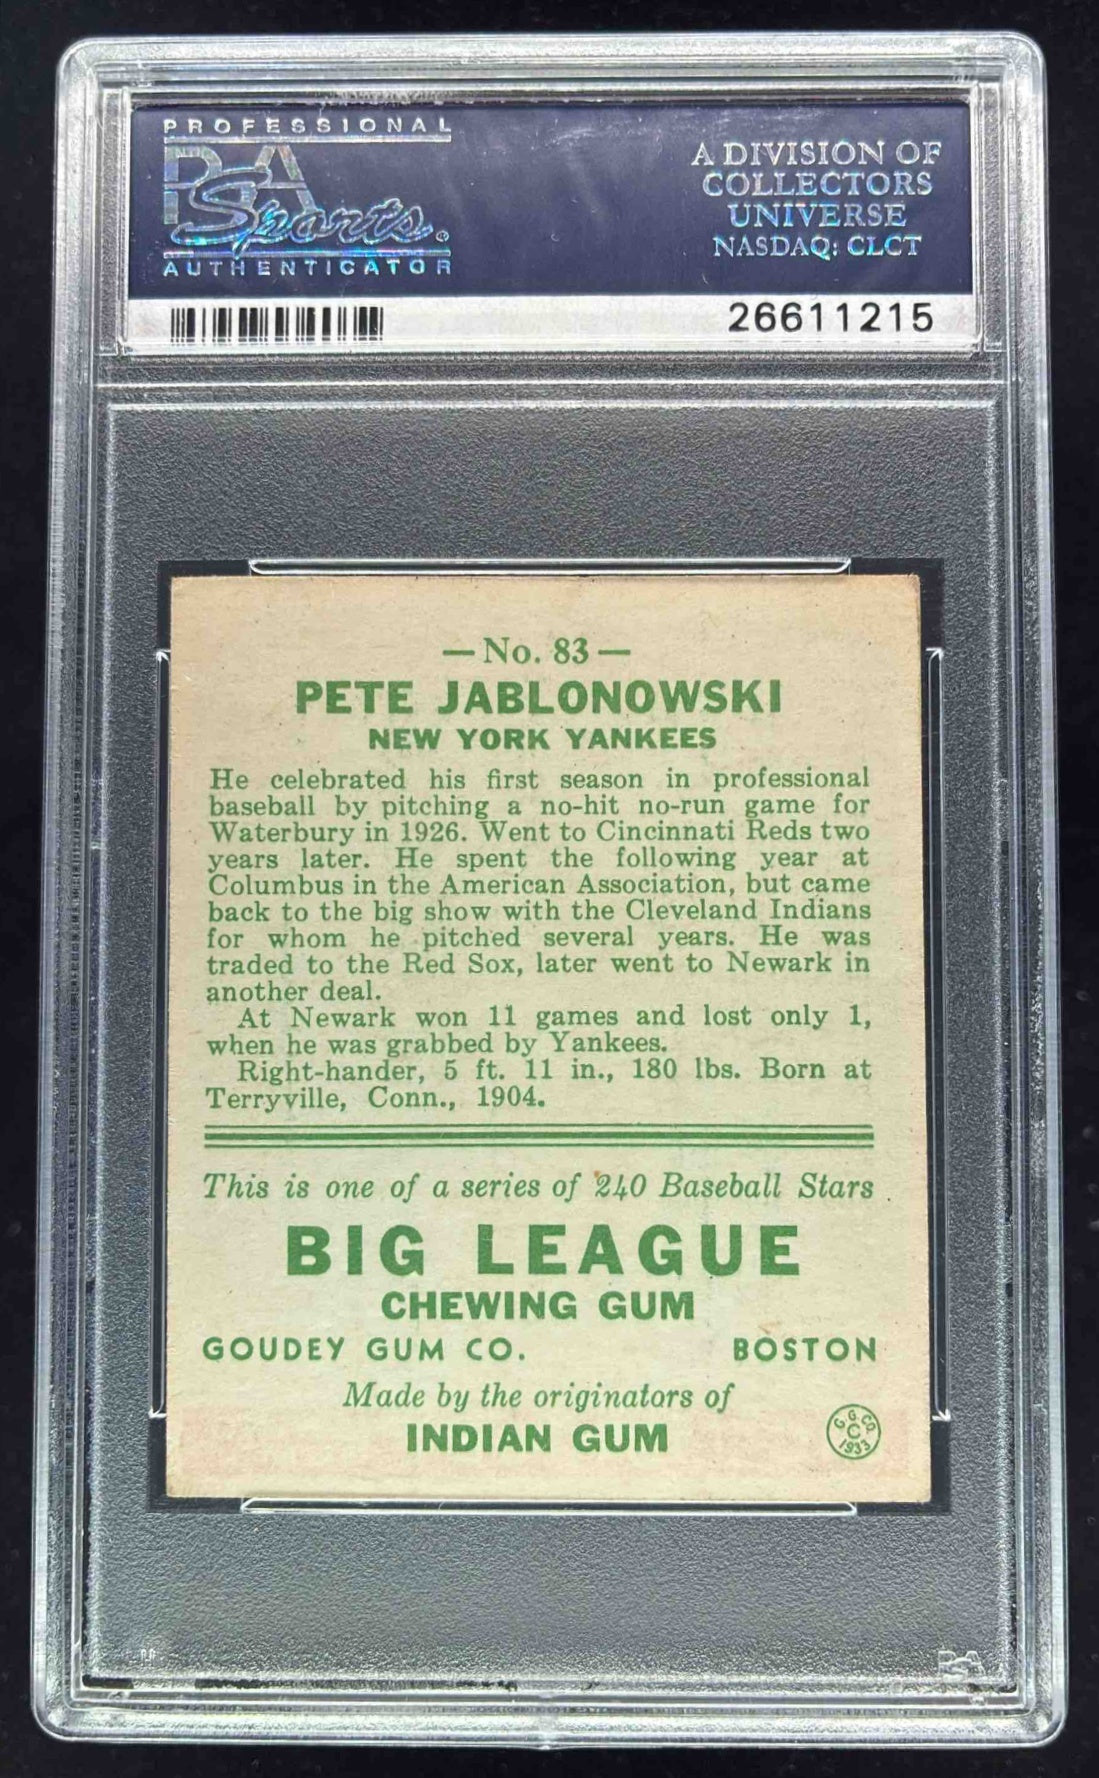 PROFESSIONAL
PSA
Sports®
AUTHENTICATOR
A DIVISION OF
COLLECTORS
UNIVERSE
NASDAQ: CLCT
26611215
— No. 83 —
PETE JABLONOWSKI
NEW YORK YANKEES
He celebrated his first season in professional
baseball by pitching a no-hit no-run game for
Waterbury in 1926. Went to Cincinnati Reds two
years later. He spent the following year at
Columbus in the American Association, but came
back to the big show with the Cleveland Indians
for whom he pitched several years. He was
traded to the Red Sox, later went to Newark in
another deal.
At Newark won 11 games and lost only 1,
when he was grabbed by Yankees.
Right-hander, 5 ft. 11 in., 180 lbs. Born at
Terryville, Conn., 1904.
This is one of a series of 240 Baseball Stars
BIG LEAGUE
CHEWING GUM
GOUDEY GUM CO. BOSTON
Made by the originators of
INDIAN GUM
G.G.CO.
C
1933
PSA